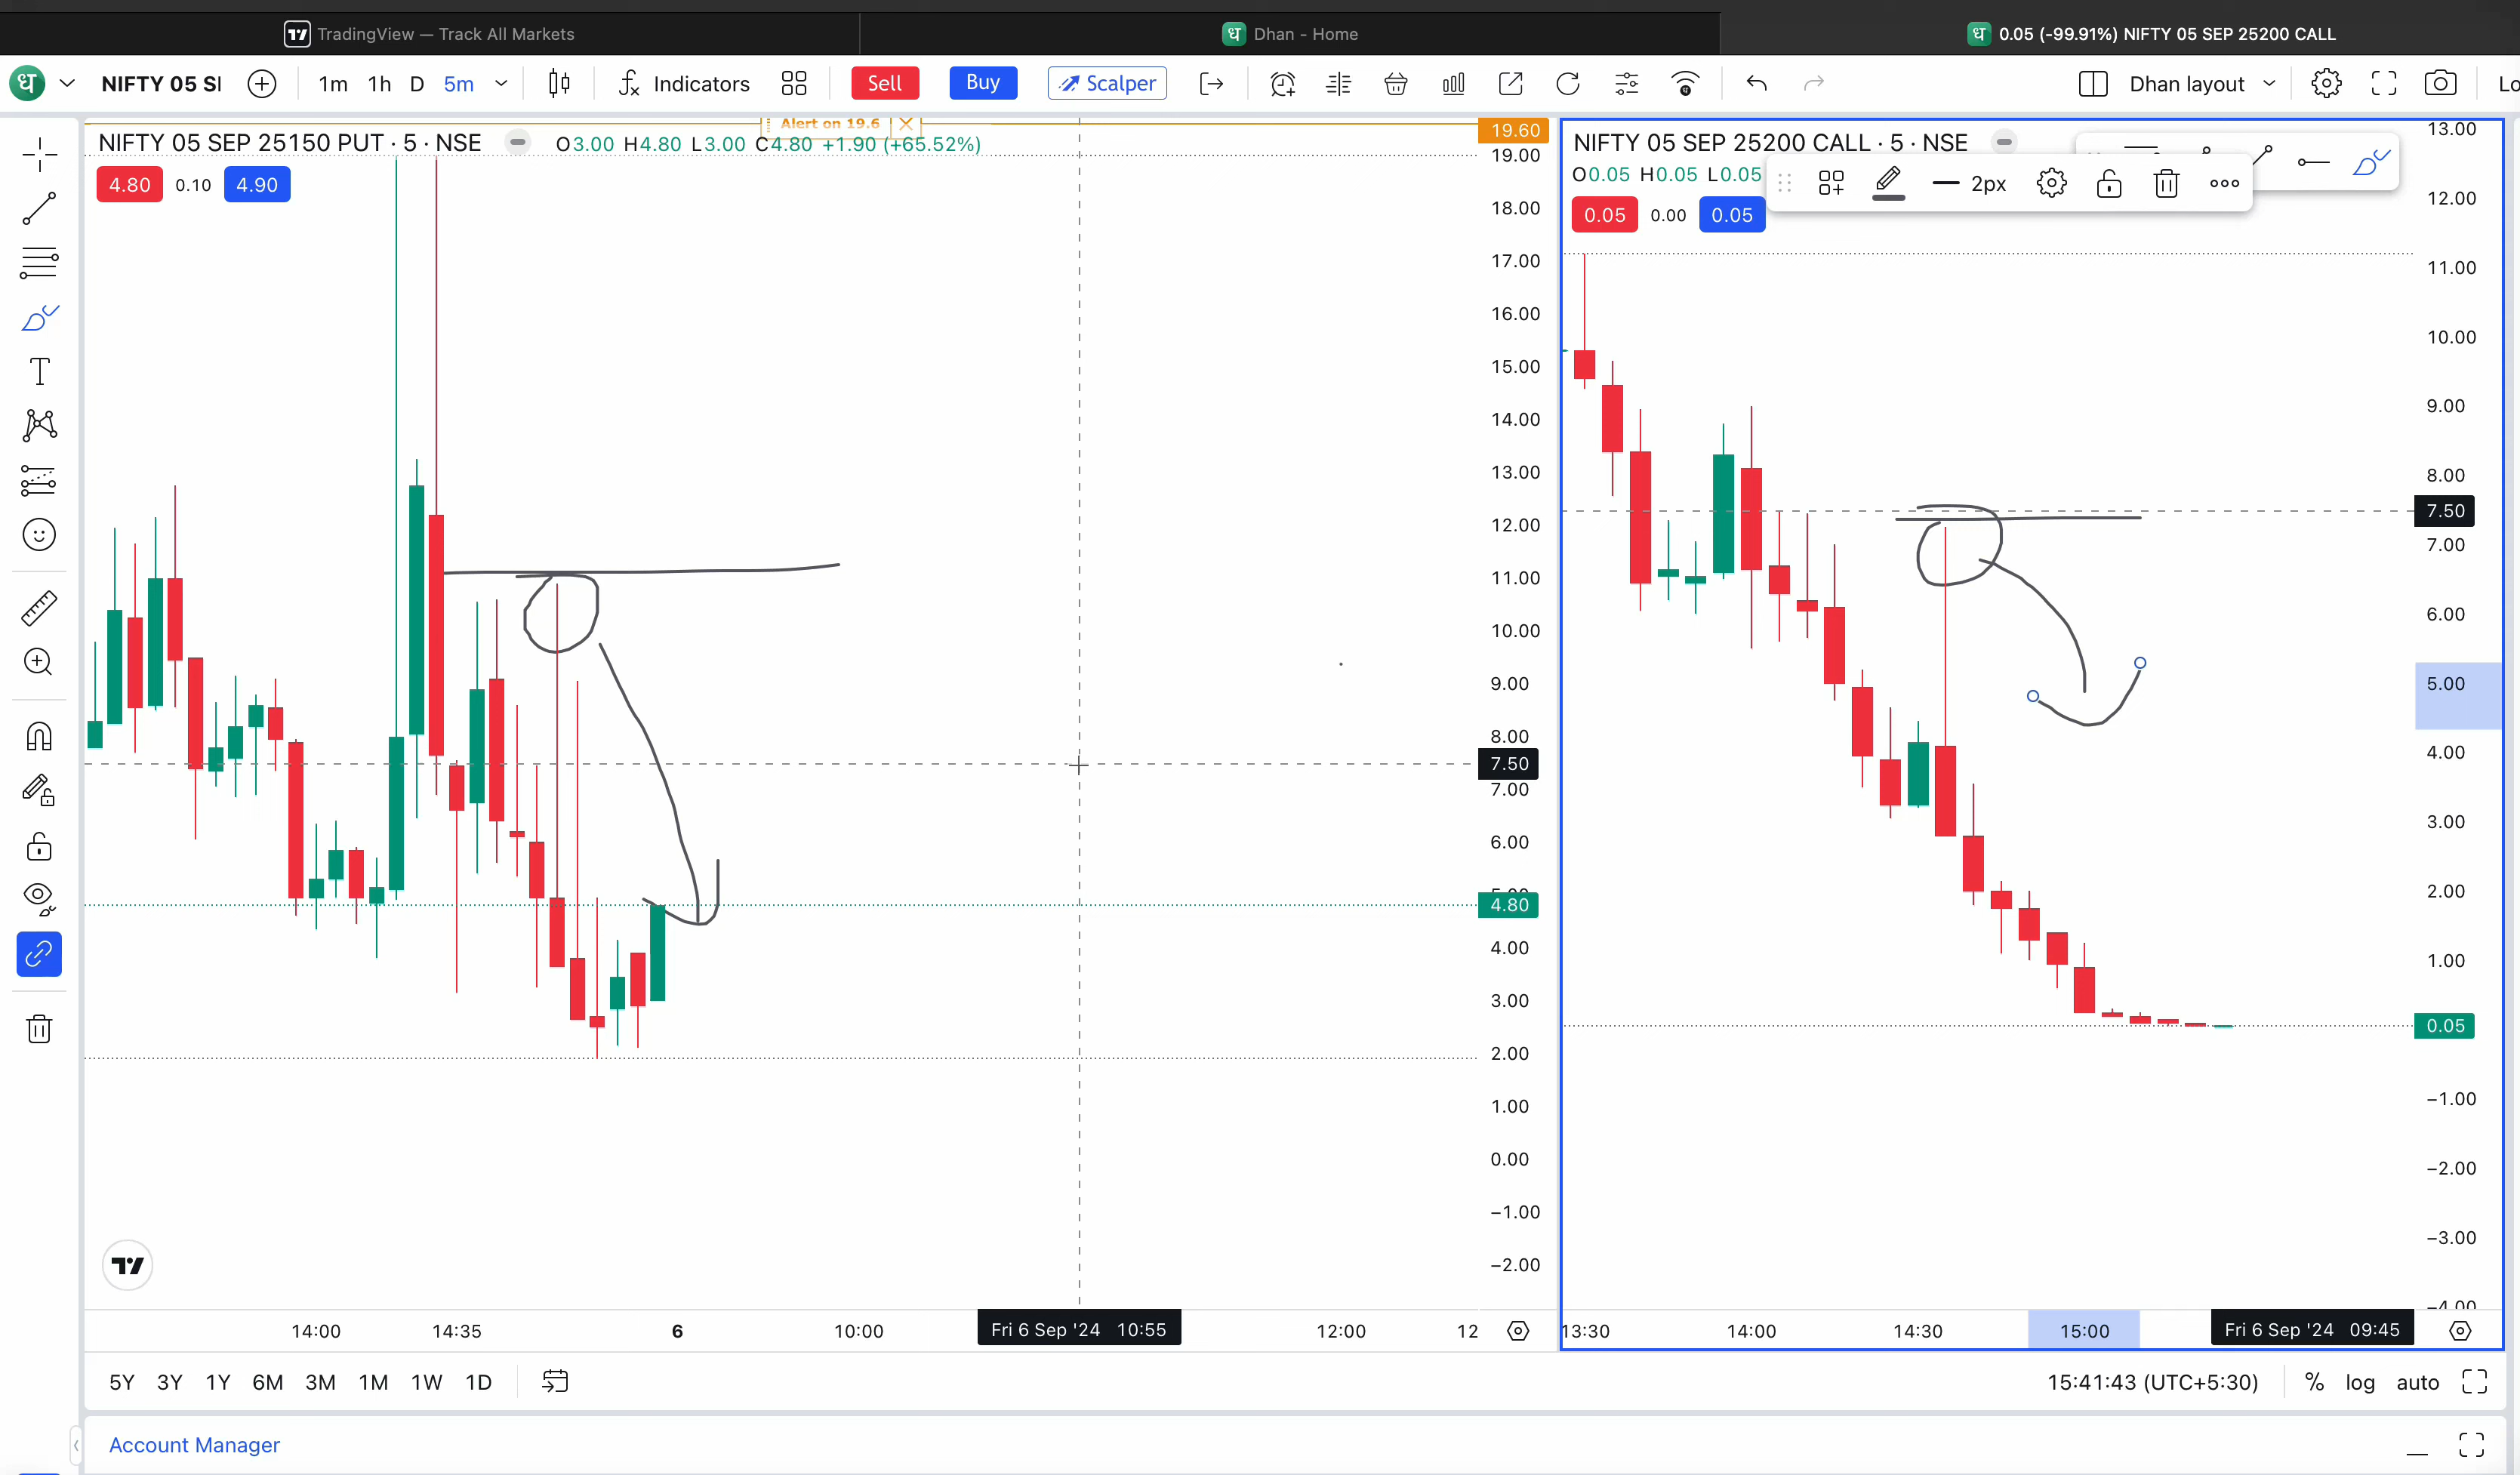 TradingView — Track All Markets
ધ Dhan - Home
ધ 0.05 (-99.91%) NIFTY 05 SEP 25200 CALL
ધ NIFTY 05 SI 1m 1h D 5m Indicators Sell Buy Scalper Dhan layout Lo
NIFTY 05 SEP 25150 PUT · 5 · NSE O3.00 H4.80 L3.00 C4.80 +1.90 (+65.52%)
Alert on 19.6
4.80 0.10 4.90
19.60
19.00
18.00
17.00
16.00
15.00
14.00
13.00
12.00
11.00
10.00
9.00
8.00
7.50
7.00
6.00
4.80
4.00
3.00
2.00
1.00
0.00
−1.00
−2.00
14:00 14:35 6 10:00 Fri 6 Sep '24 10:55 12:00 12
NIFTY 05 SEP 25200 CALL · 5 · NSE
O0.05 H0.05 L0.05
2px
0.05 0.00 0.05
13.00
12.00
11.00
10.00
9.00
8.00
7.50
7.00
6.00
5.00
4.00
3.00
2.00
1.00
0.05
−1.00
−2.00
−3.00
−4.00
13:30 14:00 14:30 15:00 Fri 6 Sep '24 09:45
5Y 3Y 1Y 6M 3M 1M 1W 1D
15:41:43 (UTC+5:30) % log auto
Account Manager